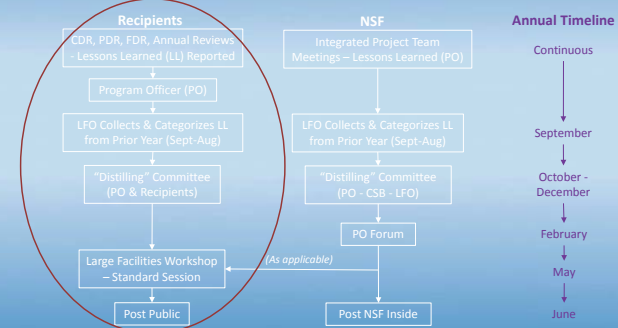 Recipients
CDR, PDR, FDR, Annual Reviews
- Lessons Learned (LL) Reported
Program Officer (PO)
LFO Collects & Categorizes LL
from Prior Year (Sept-Aug)
"Distilling" Committee
(PO & Recipients)
Large Facilities Workshop
– Standard Session
Post Public
NSF
Integrated Project Team
Meetings – Lessons Learned (PO)
LFO Collects & Categorizes LL
from Prior Year (Sept-Aug)
"Distilling" Committee
(PO - CSB - LFO)
PO Forum
(As applicable)
Post NSF Inside
Annual Timeline
Continuous
September
October -
December
February
May
June